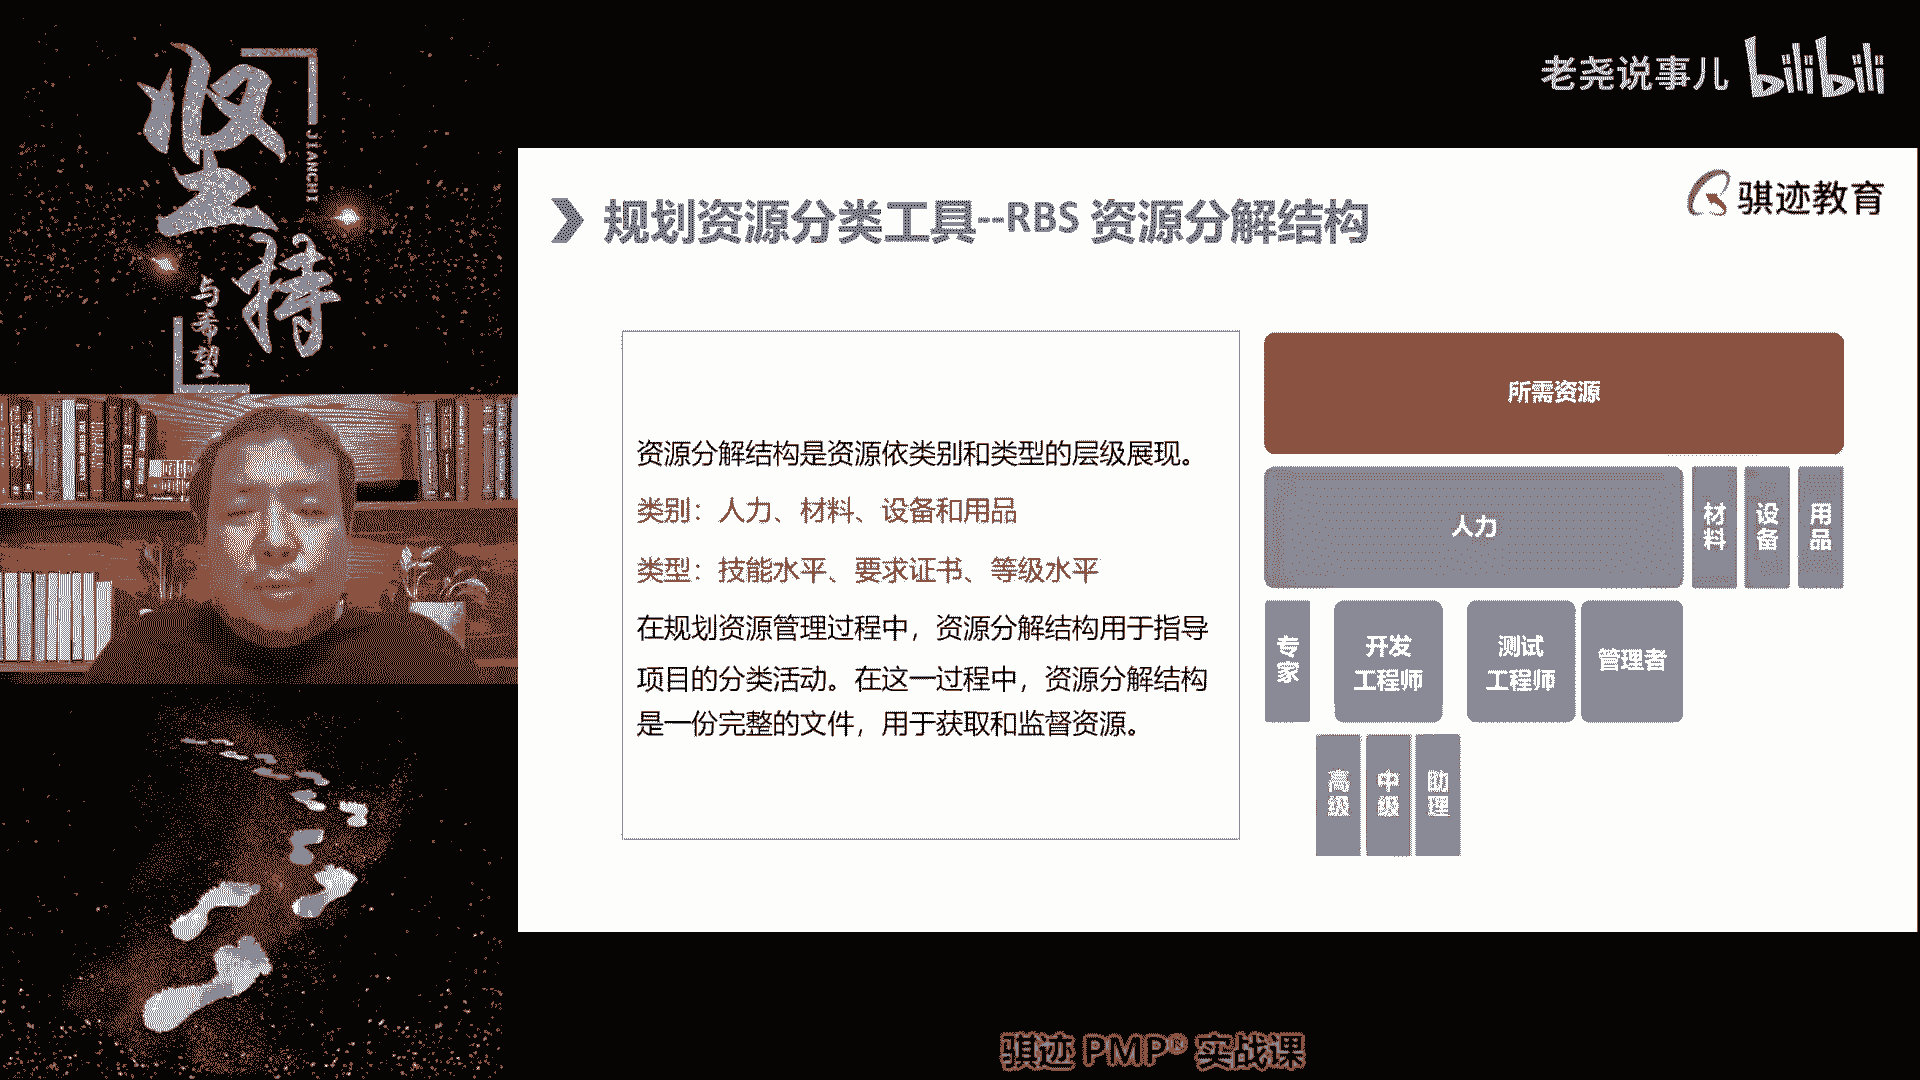 坚持
JIANCHI
与希望
老尧说事儿 bilibili
骐迹教育
规划资源分类工具--RBS 资源分解结构
资源分解结构是资源依类别和类型的层级展现。
类别：人力、材料、设备和用品
类型：技能水平、要求证书、等级水平
在规划资源管理过程中，资源分解结构用于指导
项目的分类活动。在这一过程中，资源分解结构
是一份完整的文件，用于获取和监督资源。
所需资源
人力
材料
设备
用品
专家
开发
工程师
测试
工程师
管理者
高级
中级
助理
骐迹 PMP® 实战课